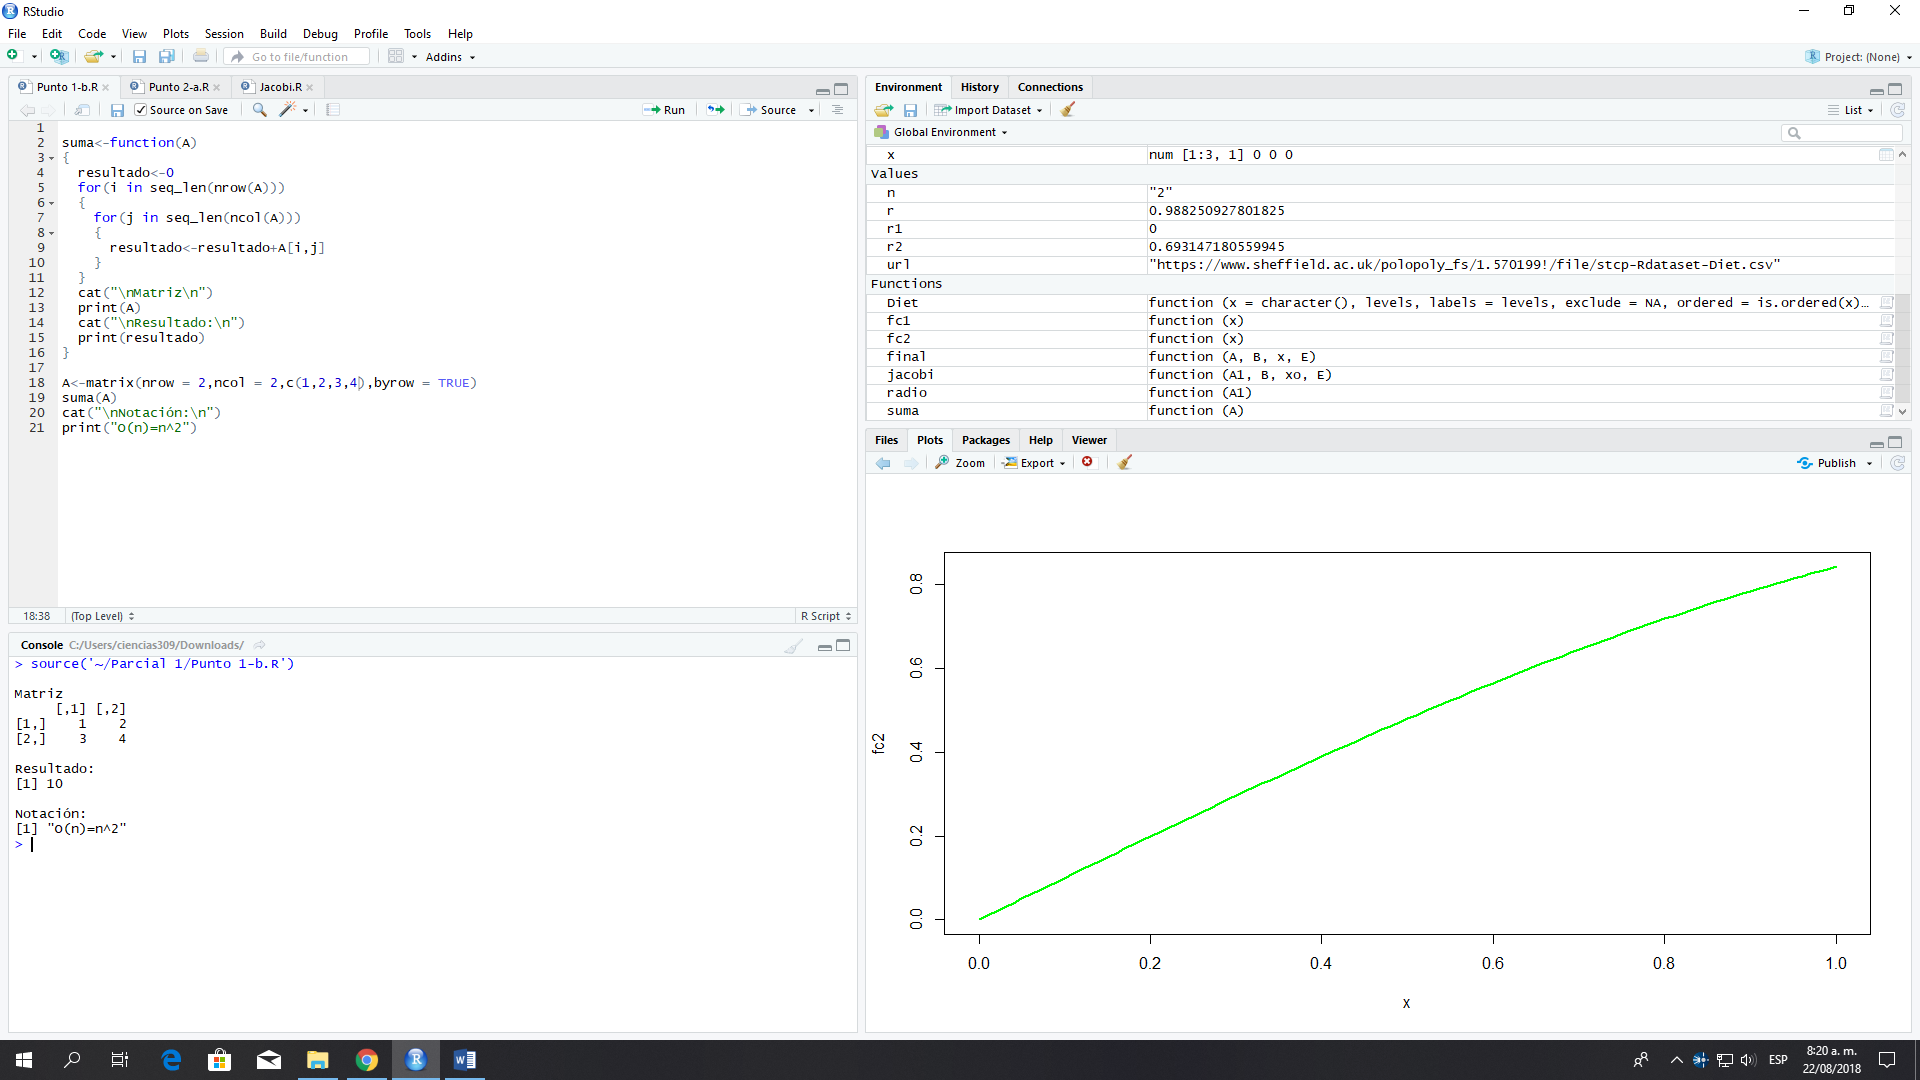 RStudio
File Edit Code View Plots Session Build Debug Profile Tools Help
Go to file/function Addins Project: (None)
Punto 1-b.R Punto 2-a.R Jacobi.R
Source on Save Run Source
1
2 suma<-function(A)
3 {
4 resultado<-0
5 for(i in seq_len(nrow(A)))
6 {
7 for(j in seq_len(ncol(A)))
8 {
9 resultado<-resultado+A[i,j]
10 }
11 }
12 cat("\nMatriz\n")
13 print(A)
14 cat("\nResultado:\n")
15 print(resultado)
16 }
17
18 A<-matrix(nrow = 2,ncol = 2,c(1,2,3,4),byrow = TRUE)
19 suma(A)
20 cat("\nNotación:\n")
21 print("O(n)=n^2")
18:38 (Top Level) R Script
Console C:/Users/ciencias309/Downloads/
> source('~/Parcial 1/Punto 1-b.R')
Matriz
[,1] [,2]
[1,] 1 2
[2,] 3 4
Resultado:
[1] 10
Notación:
[1] "O(n)=n^2"
>
Environment History Connections
Import Dataset List
Global Environment
x num [1:3, 1] 0 0 0
Values
n "2"
r 0.988250927801825
r1 0
r2 0.693147180559945
url "https://www.sheffield.ac.uk/polopoly_fs/1.570199!/file/stcp-Rdataset-Diet.csv"
Functions
Diet function (x = character(), levels, labels = levels, exclude = NA, ordered = is.ordered(x)…
fc1 function (x)
fc2 function (x)
final function (A, B, x, E)
jacobi function (A1, B, xo, E)
radio function (A1)
suma function (A)
Files Plots Packages Help Viewer
Zoom Export Publish
fc2
0.8
0.6
0.4
0.2
0.0
0.0 0.2 0.4 0.6 0.8 1.0
x
ESP
8:20 a. m.
22/08/2018